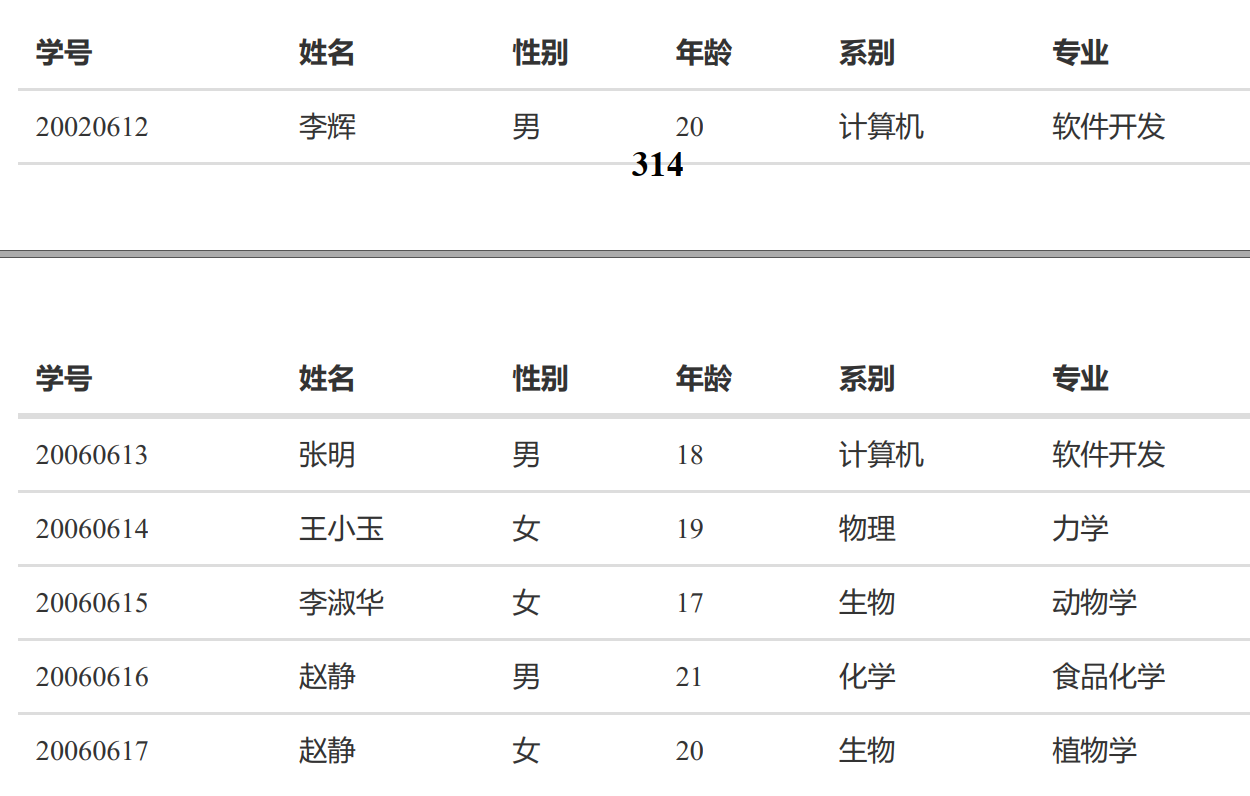 学号 姓名 性别 年龄 系别 专业
20020612 李辉 男 20 计算机 软件开发
314
学号 姓名 性别 年龄 系别 专业
20060613 张明 男 18 计算机 软件开发
20060614 王小玉 女 19 物理 力学
20060615 李淑华 女 17 生物 动物学
20060616 赵静 男 21 化学 食品化学
20060617 赵静 女 20 生物 植物学